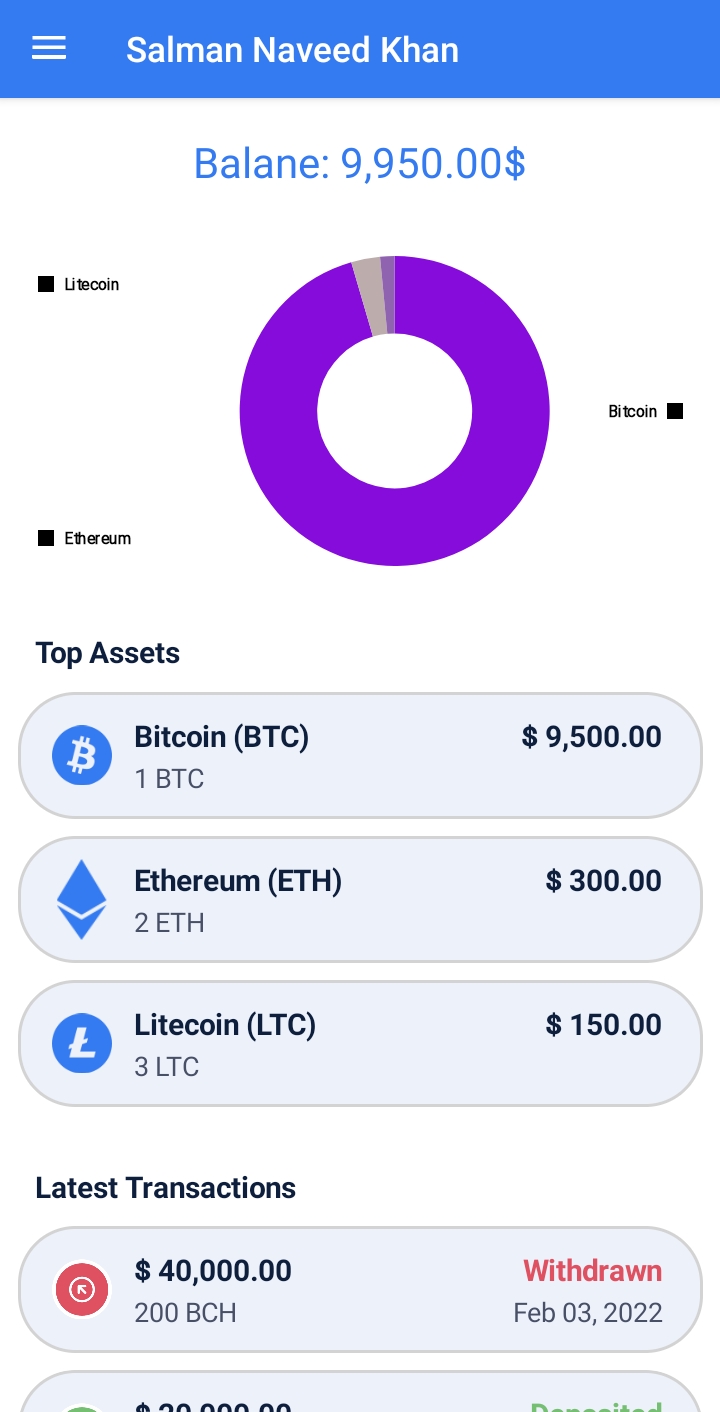 Salman Naveed Khan
Balane: 9,950.00$
Litecoin
Bitcoin
Ethereum
Top Assets
Bitcoin (BTC)
$ 9,500.00
1 BTC
Ethereum (ETH)
$ 300.00
2 ETH
Litecoin (LTC)
$ 150.00
3 LTC
Latest Transactions
$ 40,000.00
Withdrawn
200 BCH
Feb 03, 2022
Deposited